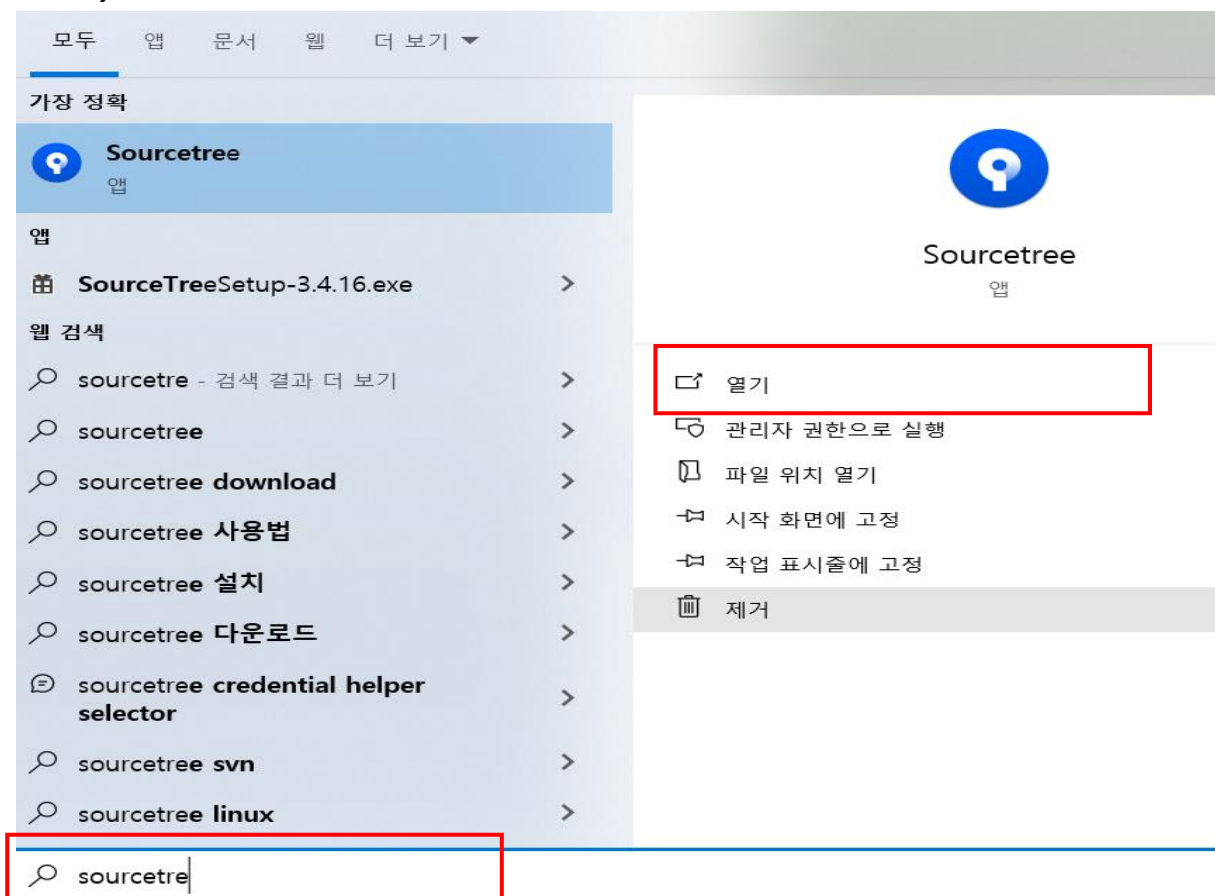 모두 앱 문서 웹 더 보기
가장 정확
Sourcetree
앱
앱
SourceTreeSetup-3.4.16.exe
웹 검색
sourcetre - 검색 결과 더 보기
sourcetree
sourcetree download
sourcetree 사용법
sourcetree 설치
sourcetree 다운로드
sourcetree credential helper
selector
sourcetree svn
sourcetree linux
sourcetre
Sourcetree
앱
열기
관리자 권한으로 실행
파일 위치 열기
시작 화면에 고정
작업 표시줄에 고정
제거